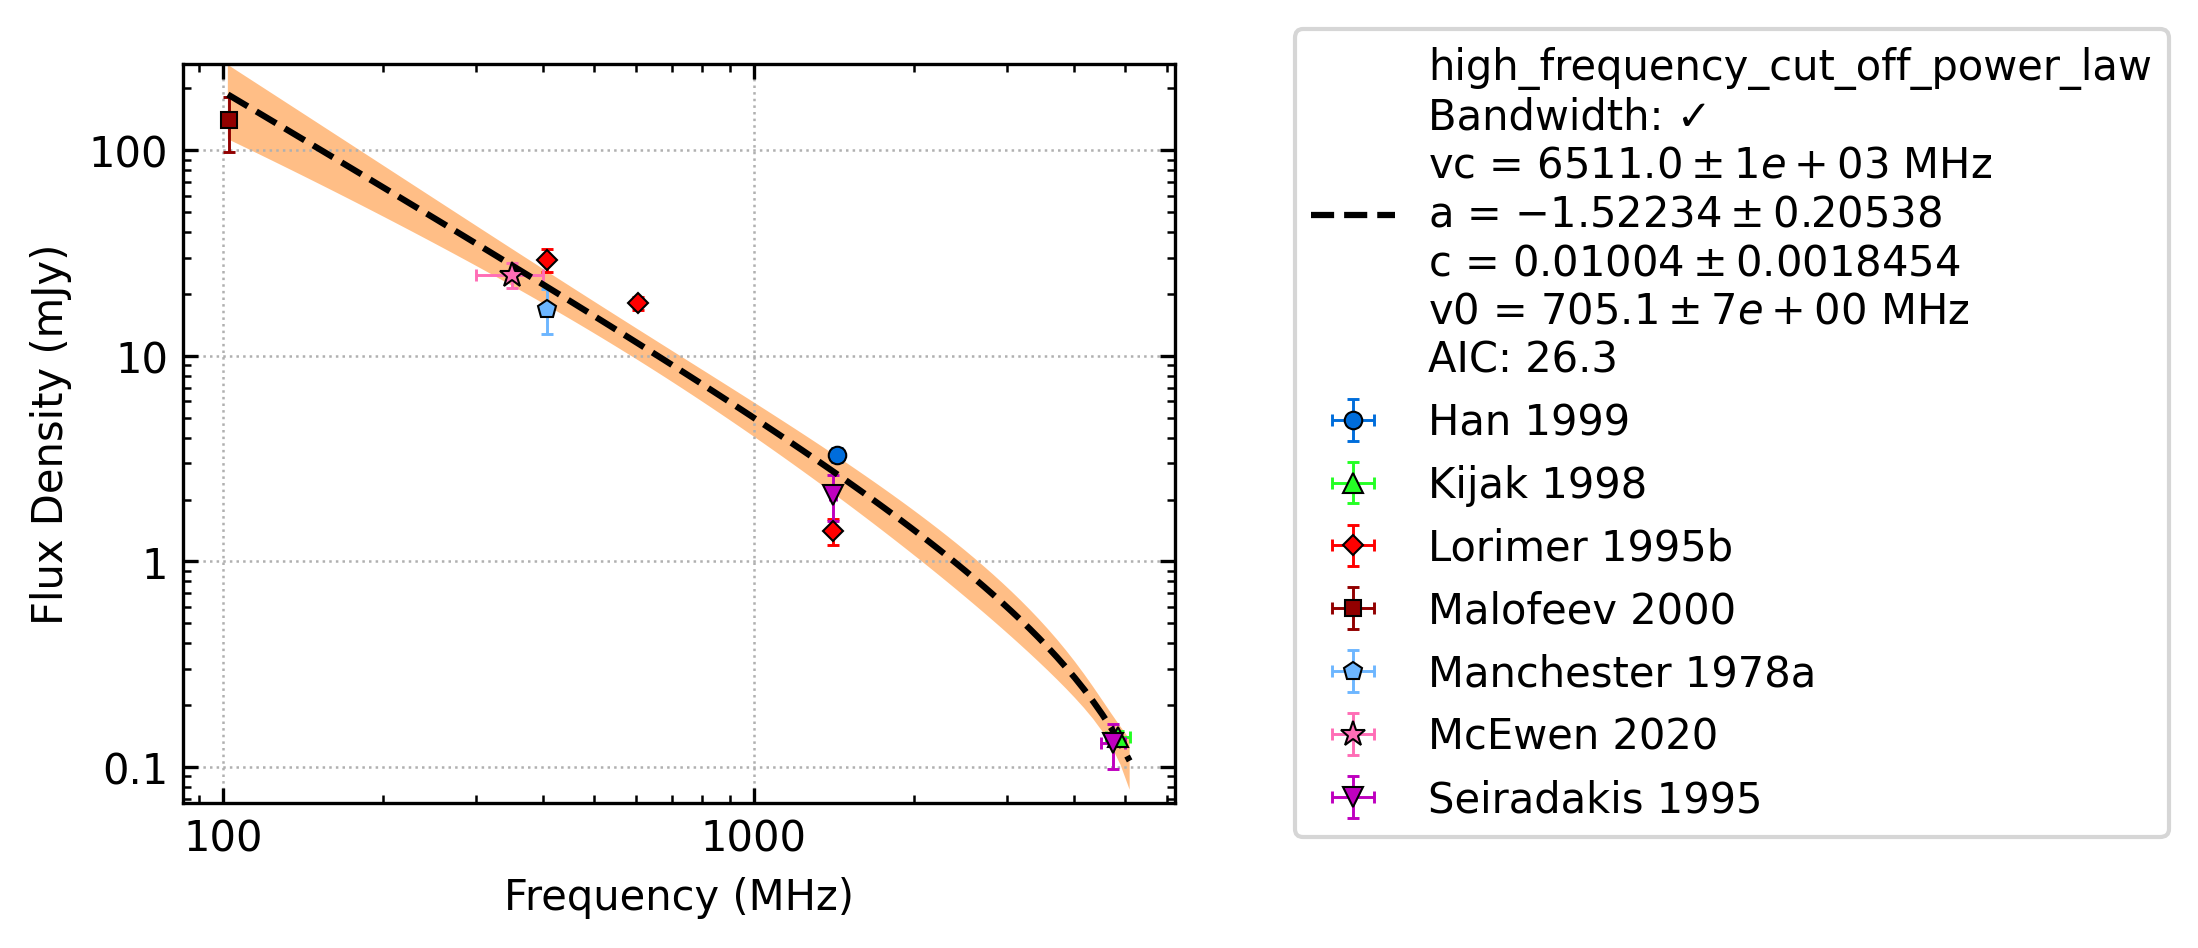 100
10
1
0.1
100
1000
Flux Density (mJy)
Frequency (MHz)
high_frequency_cut_off_power_law
Bandwidth: ✓
vc = 6511.0 ± 1e + 03 MHz
a = −1.52234 ± 0.20538
c = 0.01004 ± 0.0018454
v0 = 705.1 ± 7e + 00 MHz
AIC: 26.3
Han 1999
Kijak 1998
Lorimer 1995b
Malofeev 2000
Manchester 1978a
McEwen 2020
Seiradakis 1995